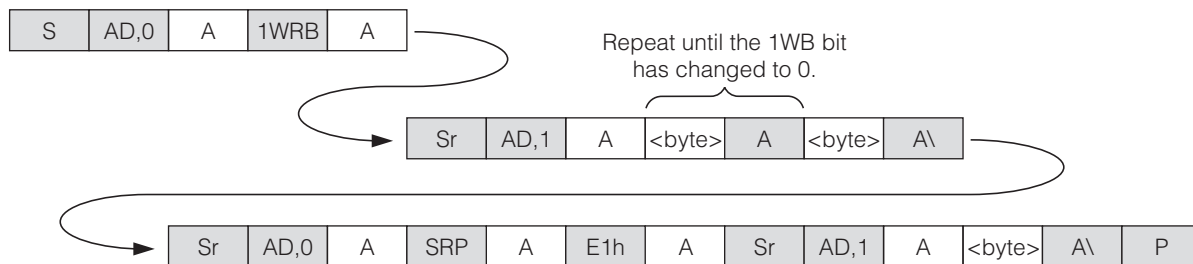 S AD,0 A 1WRB A
Repeat until the 1WB bit
has changed to 0.
Sr AD,1 A <byte> A <byte> A\
Sr AD,0 A SRP A E1h A Sr AD,1 A <byte> A\ P